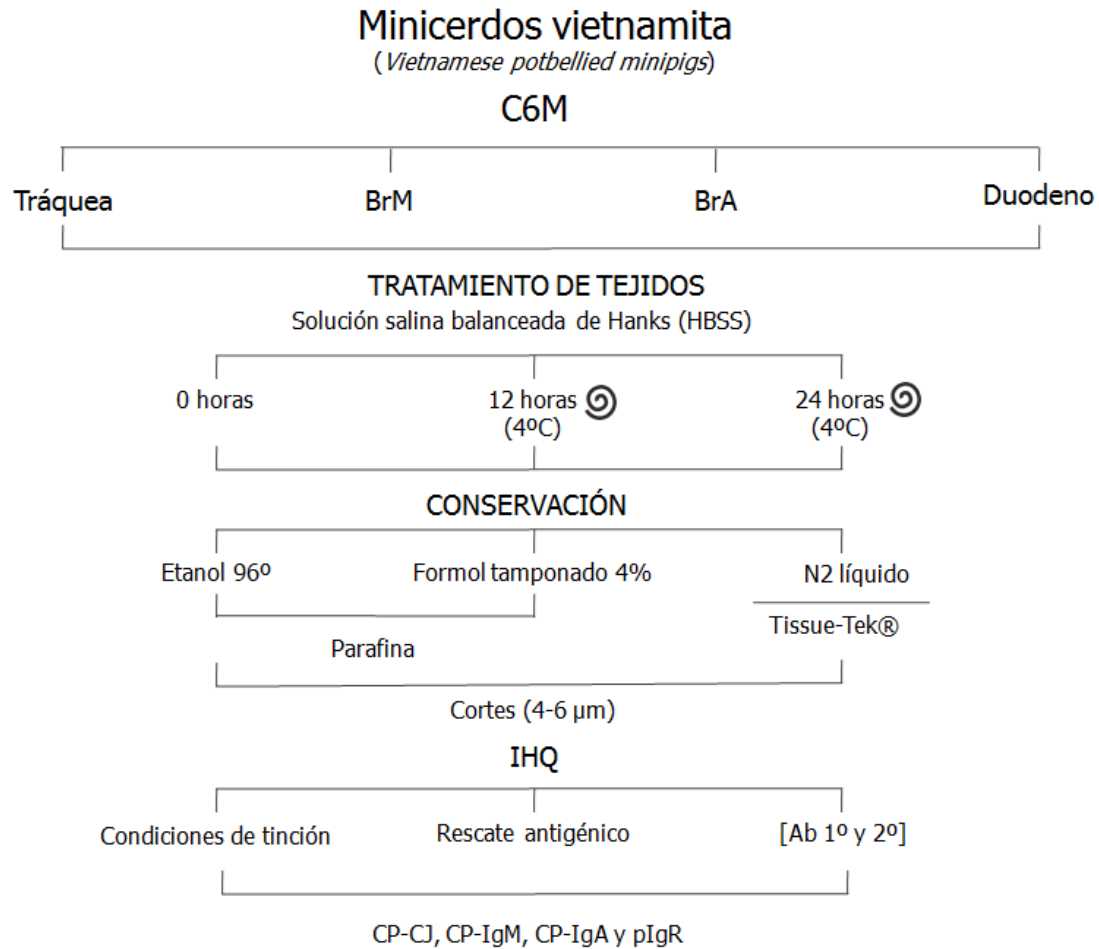 Minicerdos vietnamita
(Vietnamese potbellied minipigs)
C6M
Tráquea BrM BrA Duodeno
TRATAMIENTO DE TEJIDOS
Solución salina balanceada de Hanks (HBSS)
0 horas 12 horas 24 horas
(4ºC) (4ºC)
CONSERVACIÓN
Etanol 96º Formol tamponado 4% N2 líquido
Tissue-Tek®
Parafina
Cortes (4-6 µm)
IHQ
Condiciones de tinción Rescate antigénico [Ab 1º y 2º]
CP-CJ, CP-IgM, CP-IgA y pIgR